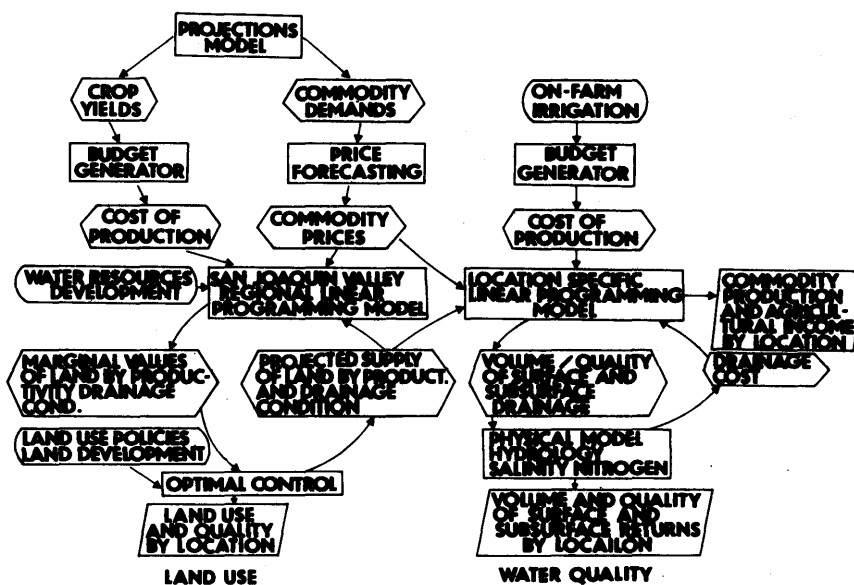 PROJECTIONS
MODEL
CROP
YIELDS
COMMODITY
DEMANDS
ON-FARM
IRRIGATION
BUDGET
GENERATOR
PRICE
FORECASTING
BUDGET
GENERATOR
COST OF
PRODUCTION
COMMODITY
PRICES
COST OF
PRODUCTION
WATER RESOURCES
DEVELOPMENT
SAN JOAQUIN VALLEY
REGIONAL LINEAR
PROGRAMMING MODEL
LOCATION SPECIFIC
LINEAR PROGRAMMING
MODEL
COMMODITY
PRODUCTION
AND AGRICUL-
TURAL INCOME
BY LOCATION
MARGINAL VALUES
OF LAND BY PRODUC-
TIVITY DRAINAGE
COND.
PROJECTED SUPPLY
OF LAND BY PRODUCT.
AND DRAINAGE
CONDITION
VOLUME / QUALITY
OF SURFACE AND
SUBSURFACE
DRAINAGE
DRAINAGE
COST
LAND USE POLICIES
LAND DEVELOPMENT
OPTIMAL CONTROL
PHYSICAL MODEL
HYDROLOGY
SALINITY NITROGEN
LAND USE
AND QUALITY
BY LOCATION
VOLUME AND QUALITY
OF SURFACE AND
SUBSURFACE RETURNS
BY LOCAILON
LAND USE
WATER QUALITY